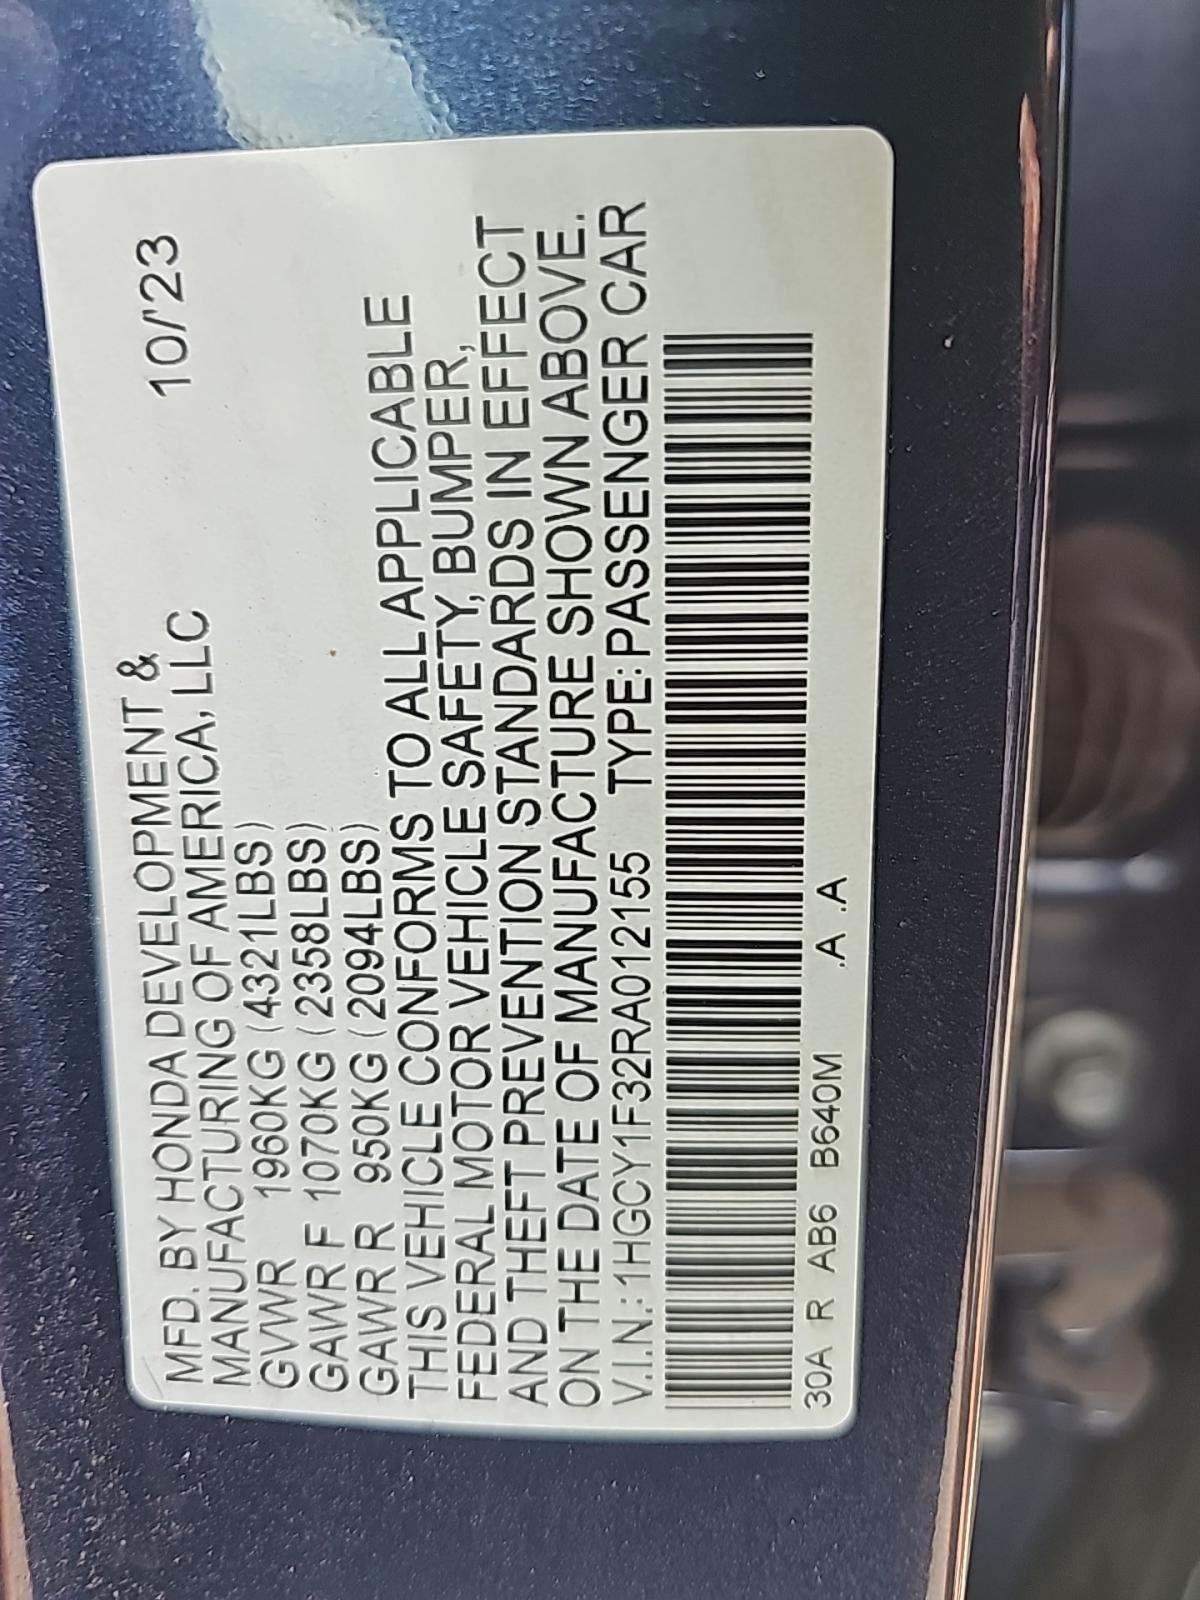 MFD. BY HONDA DEVELOPMENT & 10/'23
MANUFACTURING OF AMERICA, LLC
GVWR 1960KG (4321LBS)
GAWR F 1070KG (2358LBS)
GAWR R 950KG (2094LBS)
THIS VEHICLE CONFORMS TO ALL APPLICABLE
FEDERAL MOTOR VEHICLE SAFETY, BUMPER,
AND THEFT PREVENTION STANDARDS IN EFFECT
ON THE DATE OF MANUFACTURE SHOWN ABOVE.
V.I.N.: 1HGCY1F32RA012155 TYPE:PASSENGER CAR
30A R AB6 B640M .A .A